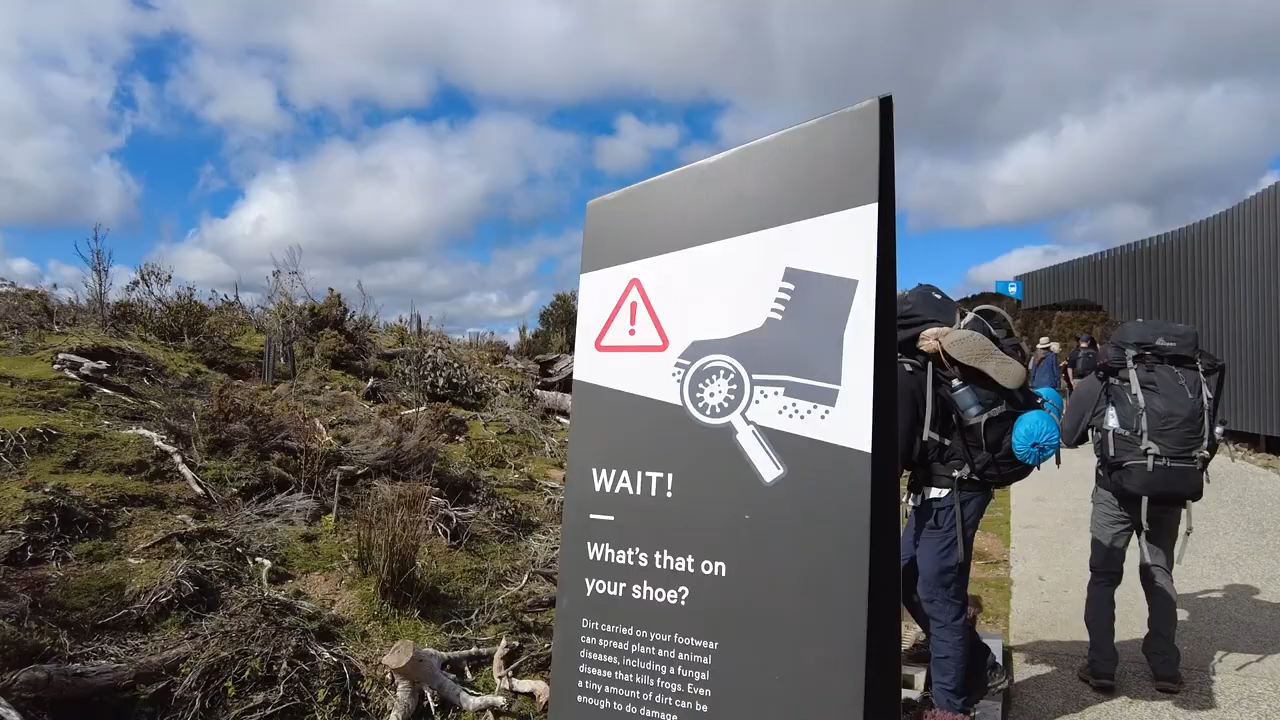 WAIT!
What's that on
your shoe?
Dirt carried on your footwear
can spread plant and animal
diseases, including a fungal
disease that kills frogs. Even
a tiny amount of dirt can be
enough to do damage